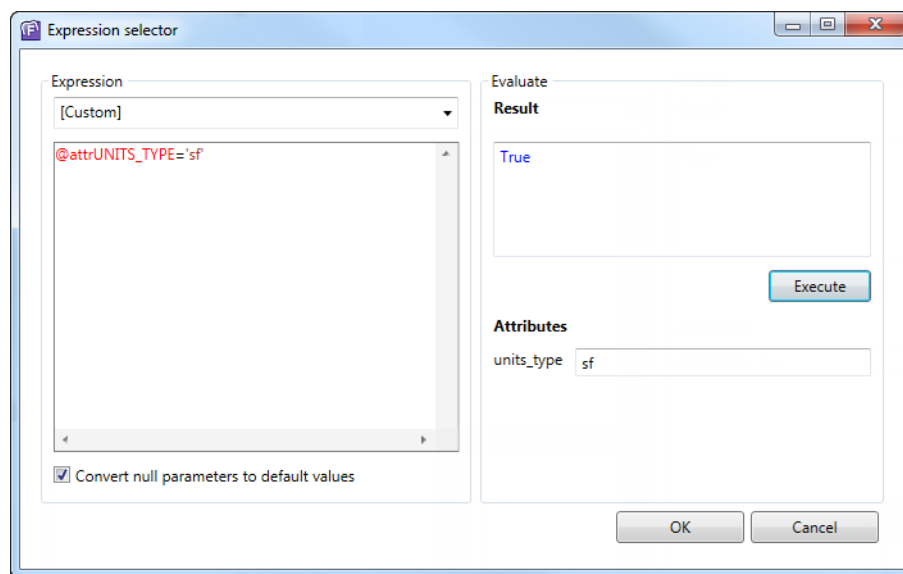 Expression selector
Expression
[Custom]
@attrUNITS_TYPE='sf'
Convert null parameters to default values
Evaluate
Result
True
Execute
Attributes
units_type
sf
OK
Cancel